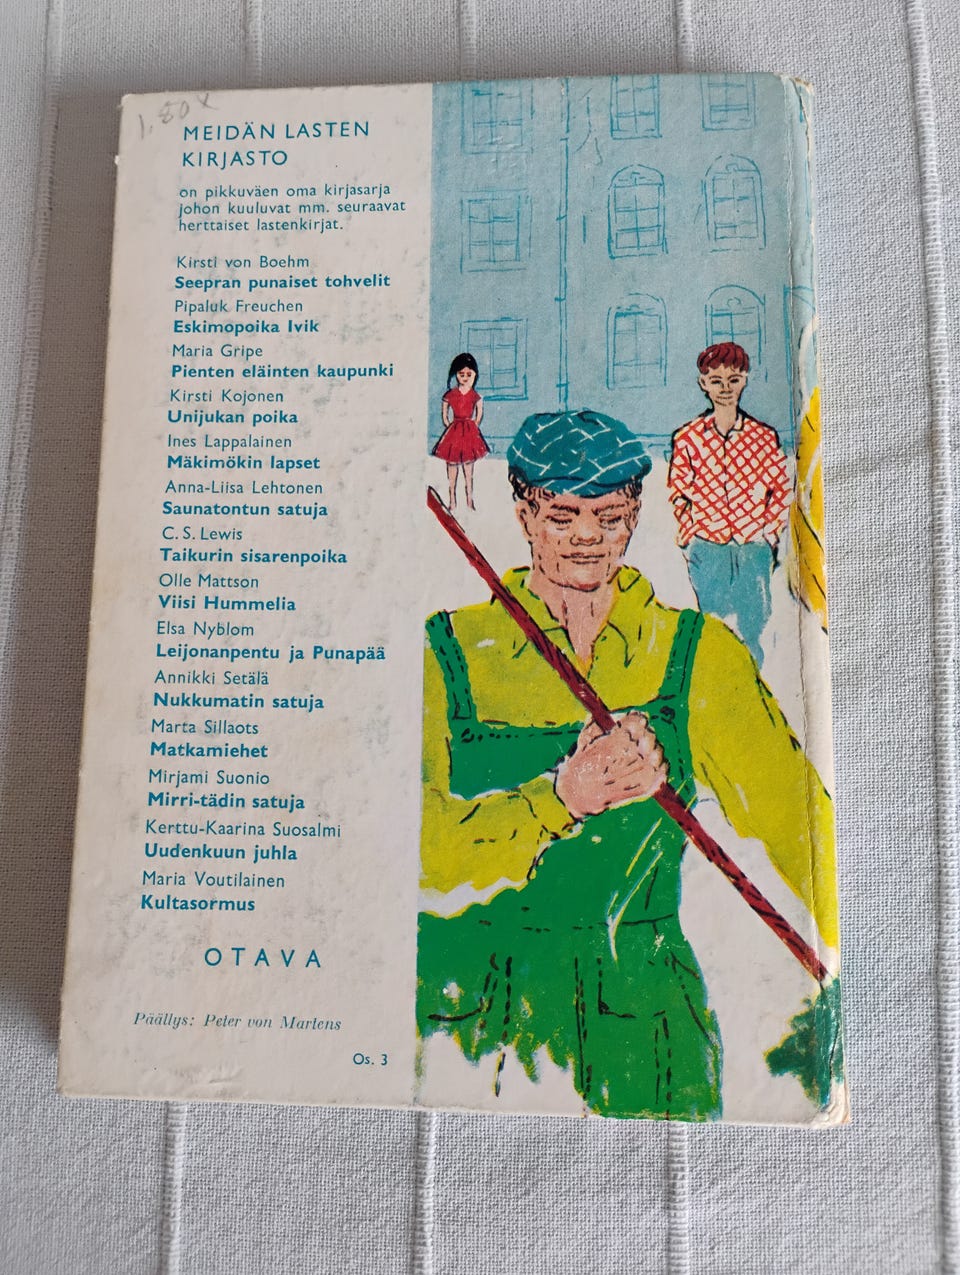 1.80 x
MEIDÄN LASTEN
KIRJASTO
on pikkuväen oma kirjasarja
johon kuuluvat mm. seuraavat
herttaiset lastenkirjat.
Kirsti von Boehm
Seepran punaiset tohvelit
Pipaluk Freuchen
Eskimopoika Ivik
Maria Gripe
Pienten eläinten kaupunki
Kirsti Kojonen
Unijukan poika
Ines Lappalainen
Mäkimökin lapset
Anna-Liisa Lehtonen
Saunatontun satuja
C. S. Lewis
Taikurin sisarenpoika
Olle Mattson
Viisi Hummelia
Elsa Nyblom
Leijonanpentu ja Punapää
Annikki Setälä
Nukkumatin satuja
Marta Sillaots
Matkamiehet
Mirjami Suonio
Mirri-tädin satuja
Kerttu-Kaarina Suosalmi
Uudenkuun juhla
Maria Voutilainen
Kultasormus
OTAVA
Päällys: Peter von Martens
Os. 3